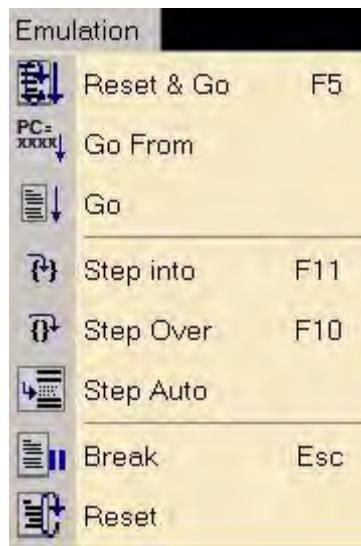 Emulation
Reset & Go F5
PC=
xxxx
Go From
Go
{} Step into F11
{} Step Over F10
Step Auto
Break Esc
Reset